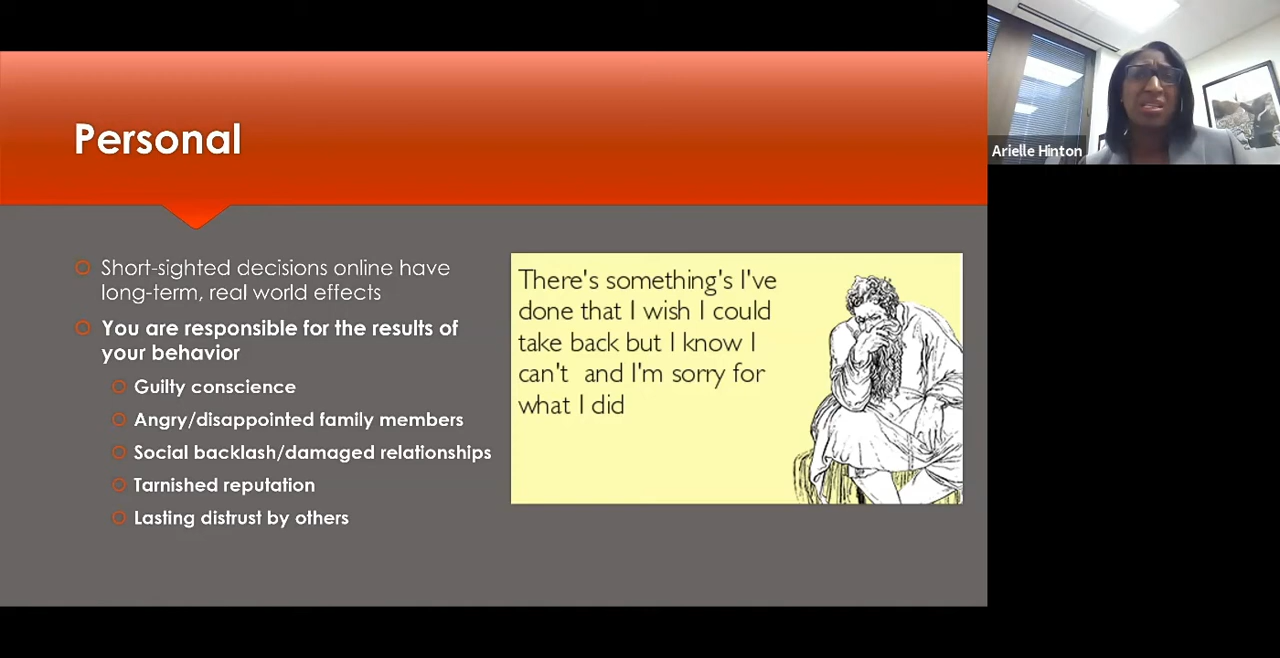 Personal
Short-sighted decisions online have
long-term, real world effects
You are responsible for the results of
your behavior
Guilty conscience
Angry/disappointed family members
Social backlash/damaged relationships
Tarnished reputation
Lasting distrust by others
There's something's I've
done that I wish I could
take back but I know I
can't and I'm sorry for
what I did
Arielle Hinton